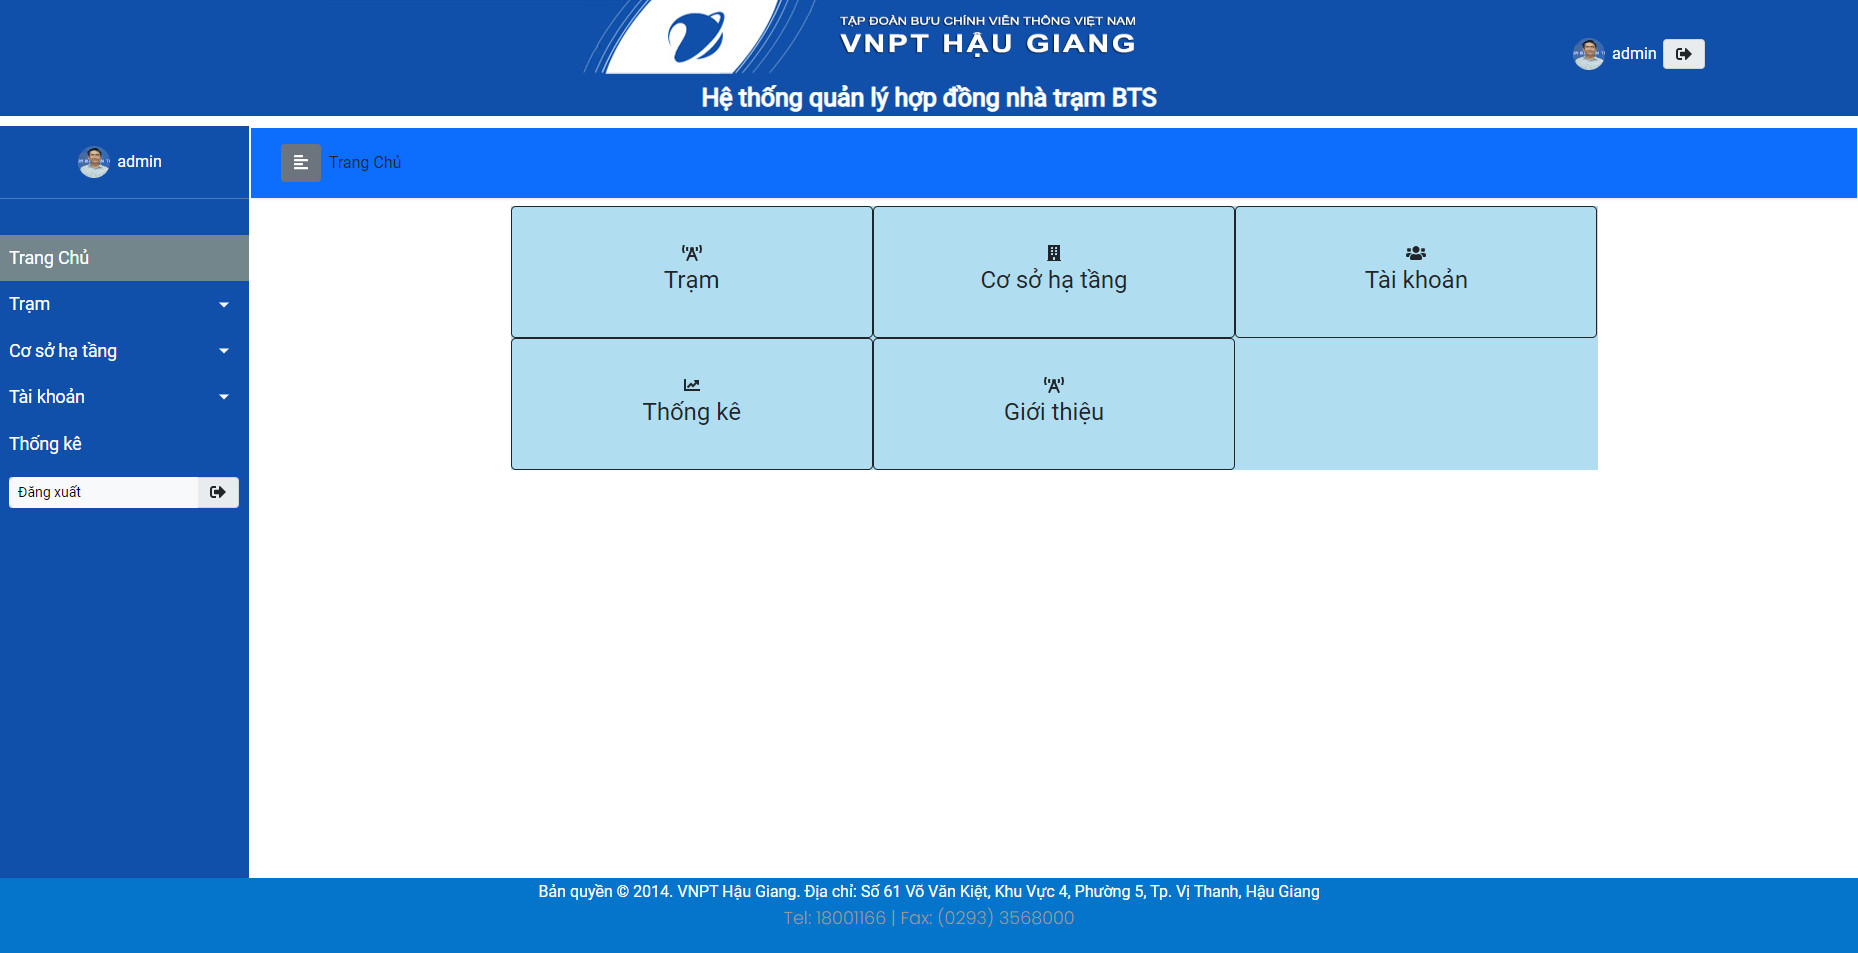 TẬP ĐOÀN BƯU CHÍNH VIỄN THÔNG VIỆT NAM
VNPT HẬU GIANG
admin
Hệ thống quản lý hợp đồng nhà trạm BTS
admin
Trang Chủ
Trang Chủ
Trạm
Cơ sở hạ tầng
Tài khoản
Thống kê
Đăng xuất
Trạm
Cơ sở hạ tầng
Tài khoản
Thống kê
Giới thiệu
Bản quyền © 2014. VNPT Hậu Giang. Địa chỉ: Số 61 Võ Văn Kiệt, Khu Vực 4, Phường 5, Tp. Vị Thanh, Hậu Giang
Tel: 18001166 | Fax: (0293) 3568000